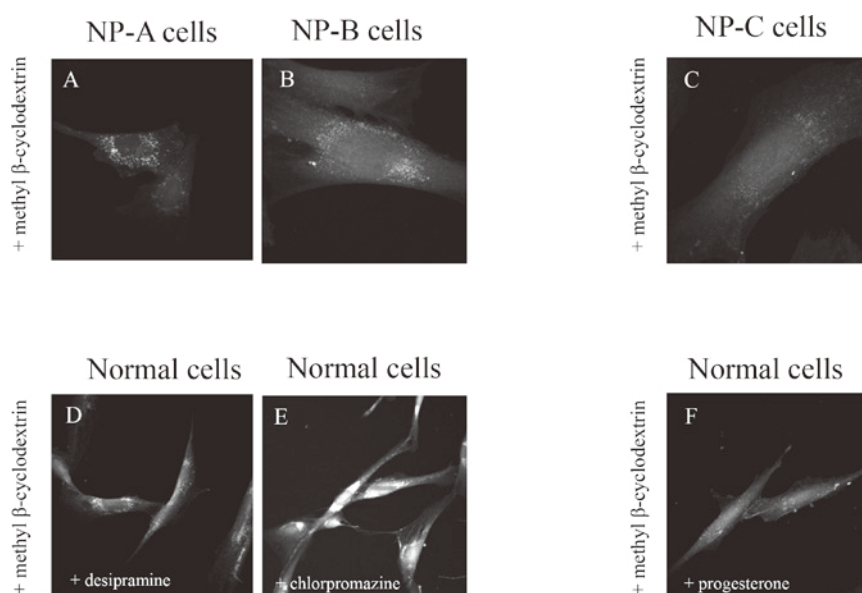 NP-A cells
NP-B cells
NP-C cells
+ methyl β-cyclodextrin
A
B
+ methyl β-cyclodextrin
C
Normal cells
Normal cells
Normal cells
+ methyl β-cyclodextrin
D
+ desipramine
E
+ chlorpromazine
+ methyl β-cyclodextrin
F
+ progesterone